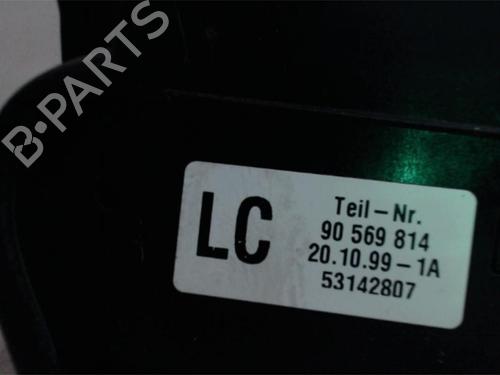 B-PARTS
LC
Teil-Nr.
90 569 814
20.10.99-1A
53142807